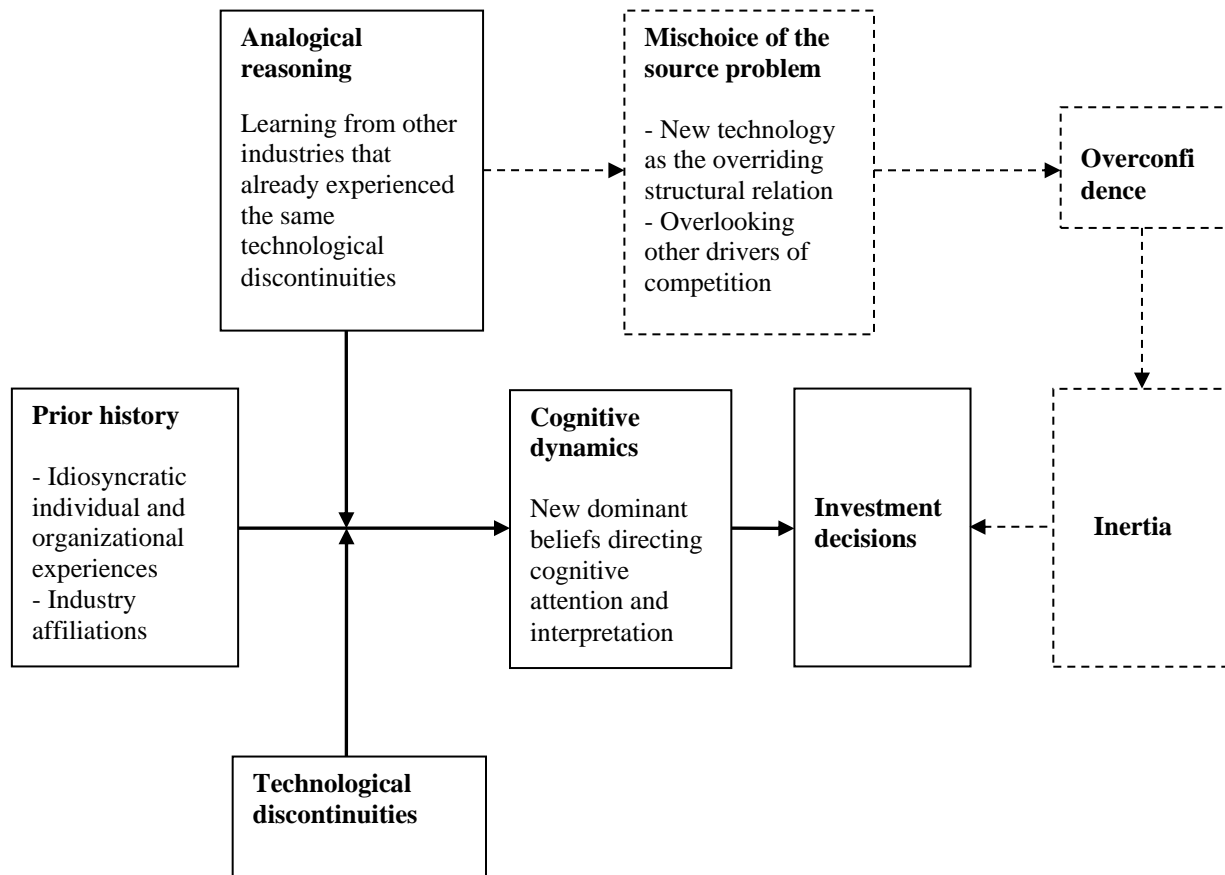 Analogical
reasoning
Learning from other
industries that
already experienced
the same
technological
discontinuities
Mischoice of the
source problem
- New technology
as the overriding
structural relation
- Overlooking
other drivers of
competition
Overconfi
dence
Prior history
- Idiosyncratic
individual and
organizational
experiences
- Industry
affiliations
Cognitive
dynamics
New dominant
beliefs directing
cognitive
attention and
interpretation
Investment
decisions
Inertia
Technological
discontinuities